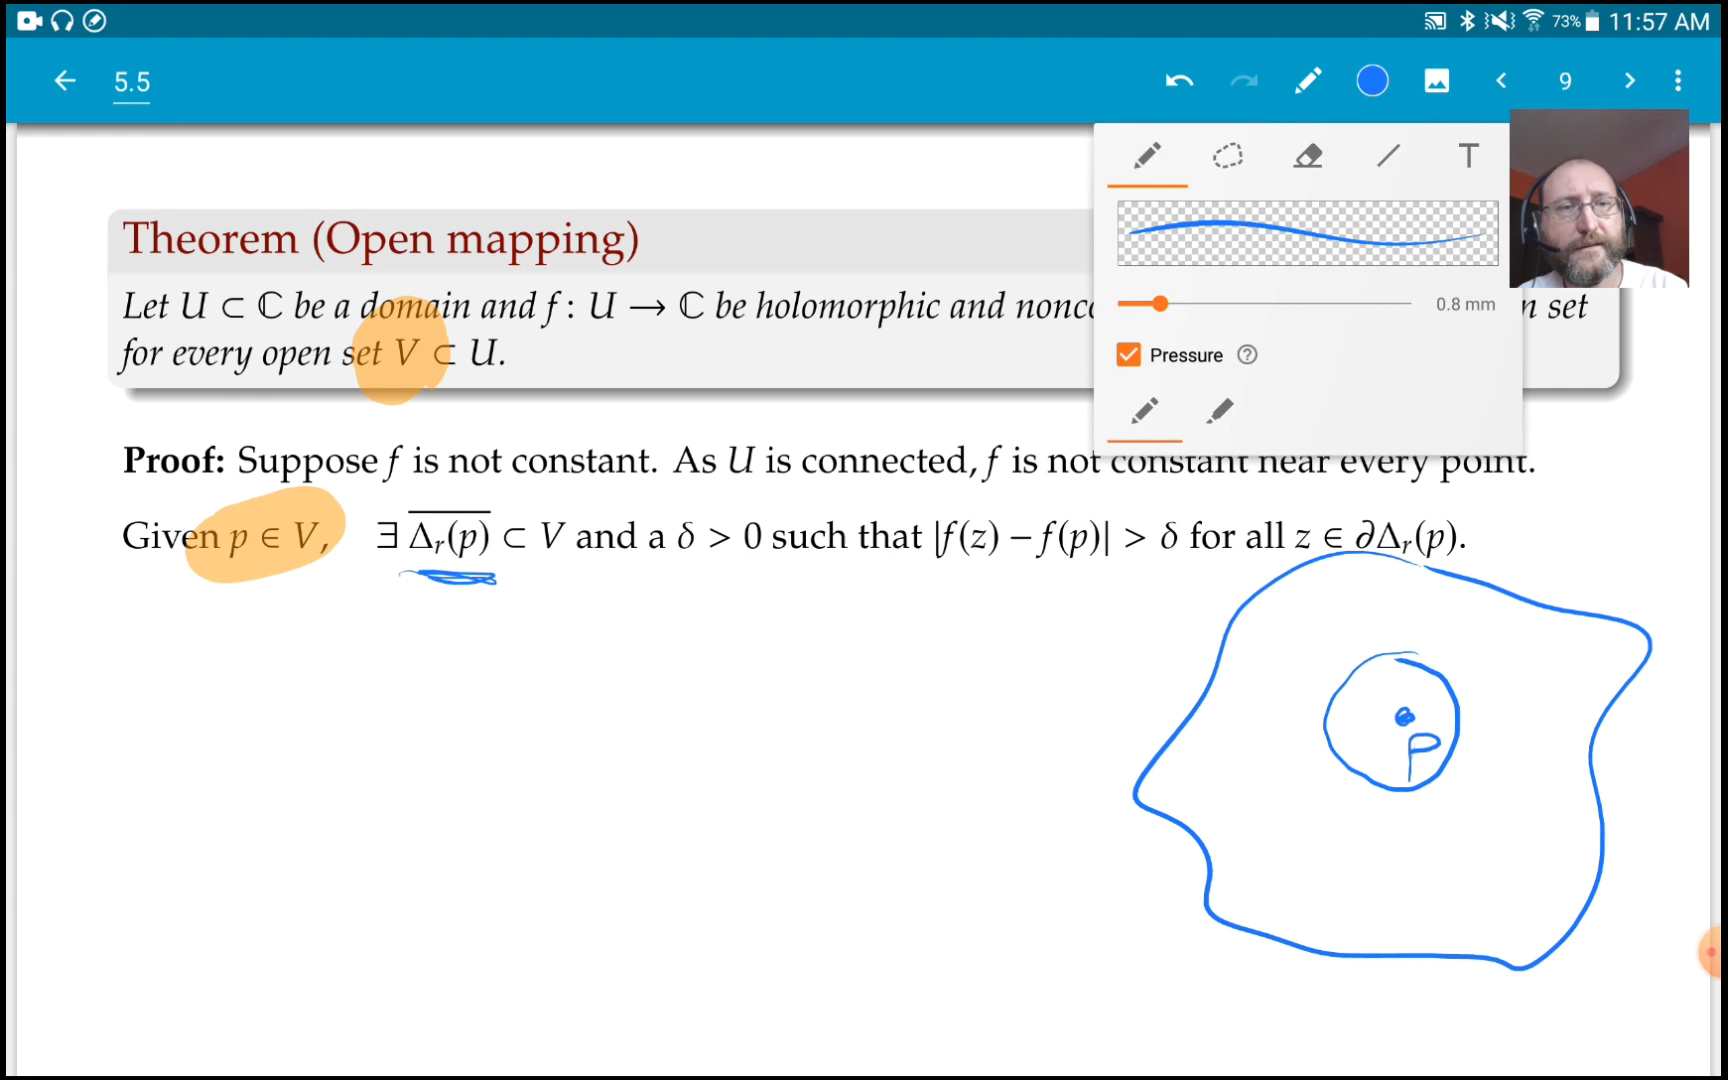 73% 11:57 AM
5.5
9
T
0.8 mm
Pressure ?
Theorem (Open mapping)
Let U ⊂ ℂ be a domain and f : U → ℂ be holomorphic and nonco n set
for every open set V ⊂ U.
Proof: Suppose f is not constant. As U is connected, f is not constant near every point.
Given p ∈ V, ∃ \overline{Δ_r(p)} ⊂ V and a δ > 0 such that |f(z) − f(p)| > δ for all z ∈ ∂Δ_r(p).
P